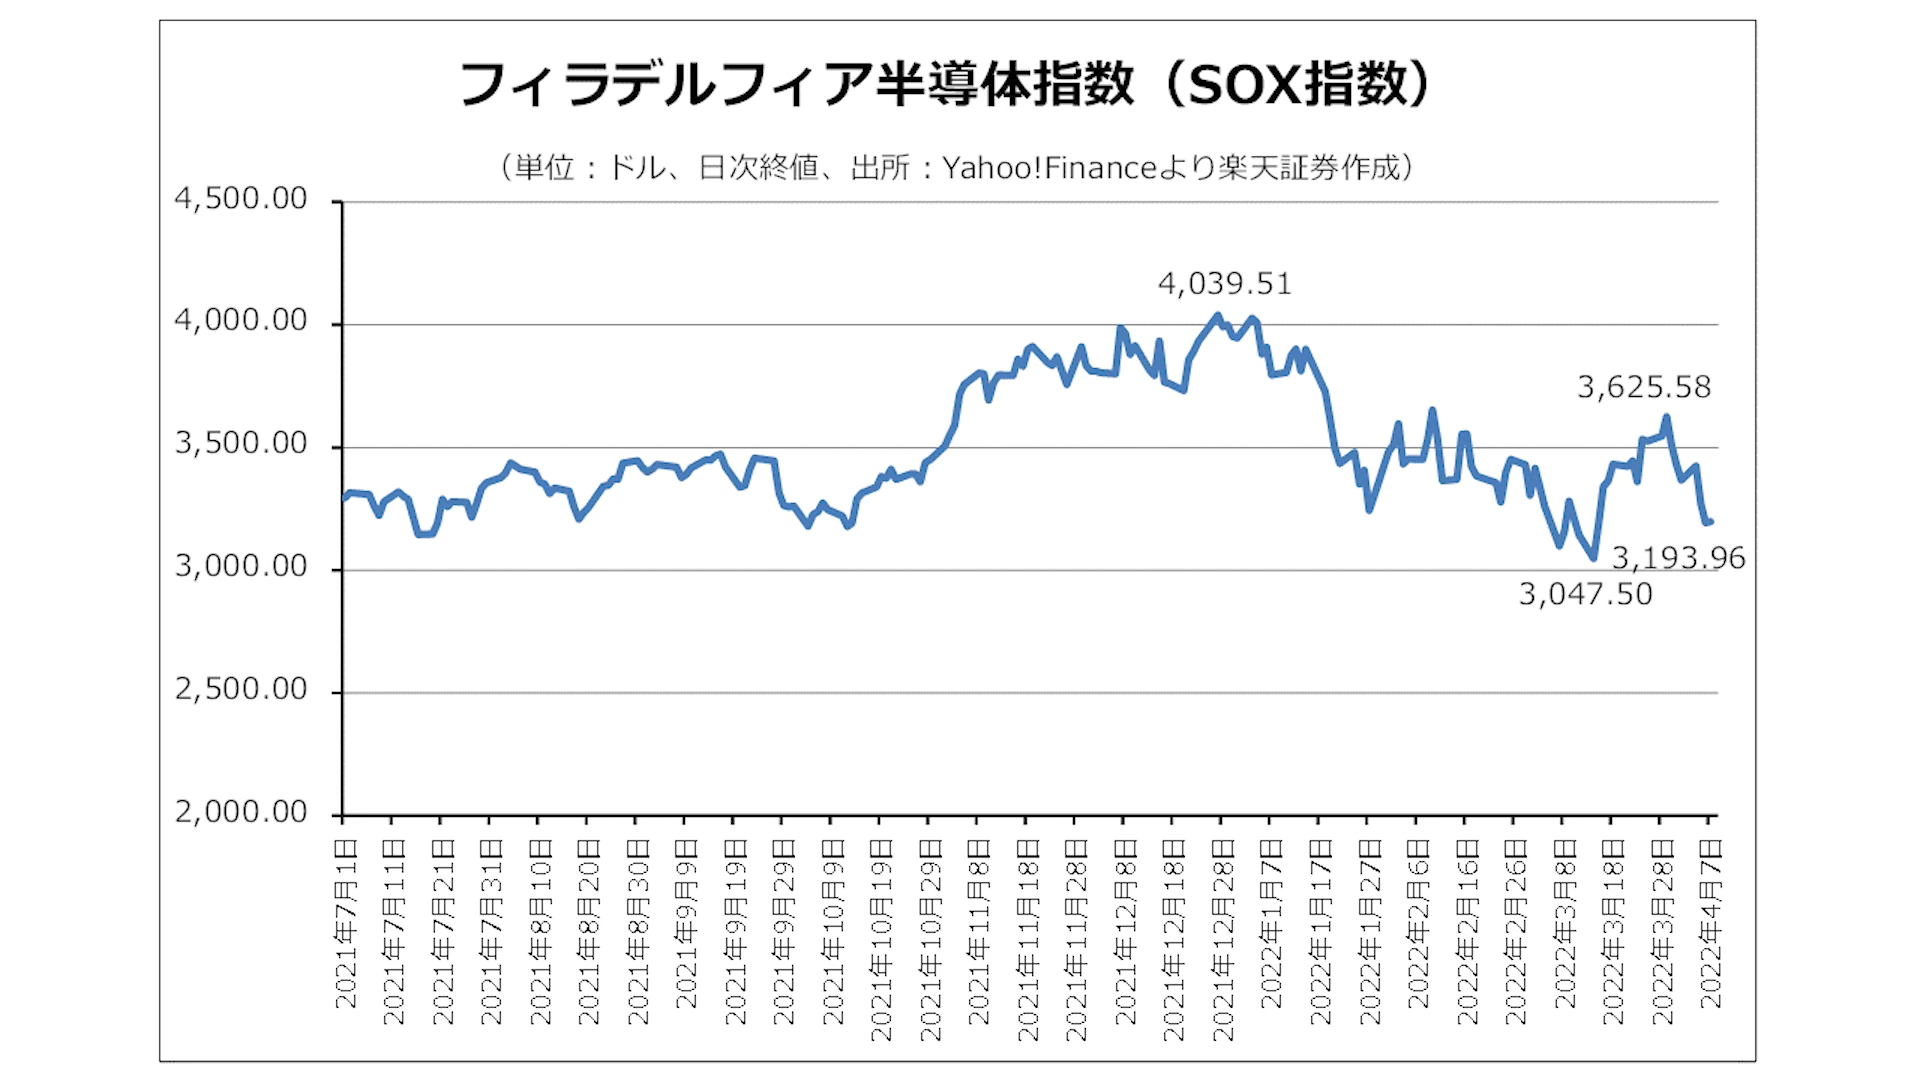 フィラデルフィア半導体指数（SOX指数）
（単位：ドル、日次終値、出所：Yahoo!Financeより楽天証券作成）
4,500.00
4,000.00
3,500.00
3,000.00
2,500.00
2,000.00
4,039.51
3,625.58
3,193.96
3,047.50
2021年7月1日
2021年7月11日
2021年7月21日
2021年7月31日
2021年8月10日
2021年8月20日
2021年8月30日
2021年9月9日
2021年9月19日
2021年9月29日
2021年10月9日
2021年10月19日
2021年10月29日
2021年11月8日
2021年11月18日
2021年11月28日
2021年12月8日
2021年12月18日
2021年12月28日
2022年1月7日
2022年1月17日
2022年1月27日
2022年2月6日
2022年2月16日
2022年2月26日
2022年3月8日
2022年3月18日
2022年3月28日
2022年4月7日